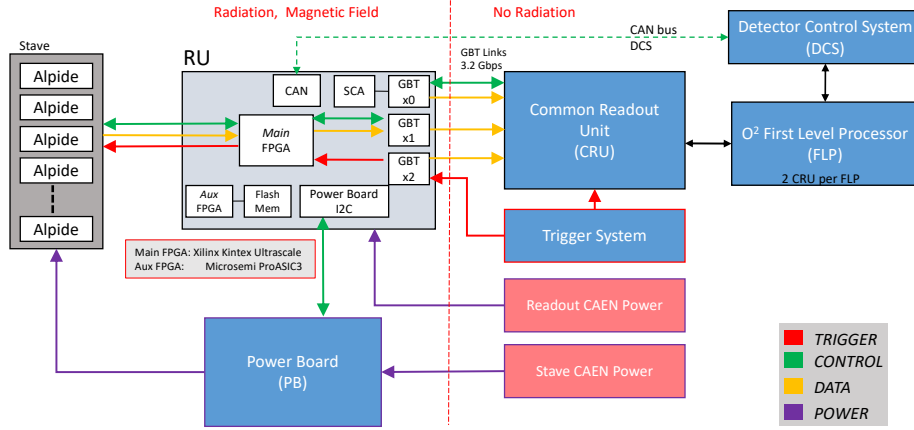 Radiation, Magnetic Field
No Radiation
Stave
Alpide
Alpide
Alpide
Alpide
Alpide
RU
CAN
SCA
GBT
x0
GBT
x1
GBT
x2
Main
FPGA
Aux
FPGA
Flash
Mem
Power Board
I2C
Main FPGA: Xilinx Kintex Ultrascale
Aux FPGA: Microsemi ProASIC3
Power Board
(PB)
GBT Links
3.2 Gbps
CAN bus
DCS
Common Readout
Unit
(CRU)
Trigger System
Readout CAEN Power
Stave CAEN Power
Detector Control System
(DCS)
O² First Level Processor
(FLP)
2 CRU per FLP
TRIGGER
CONTROL
DATA
POWER